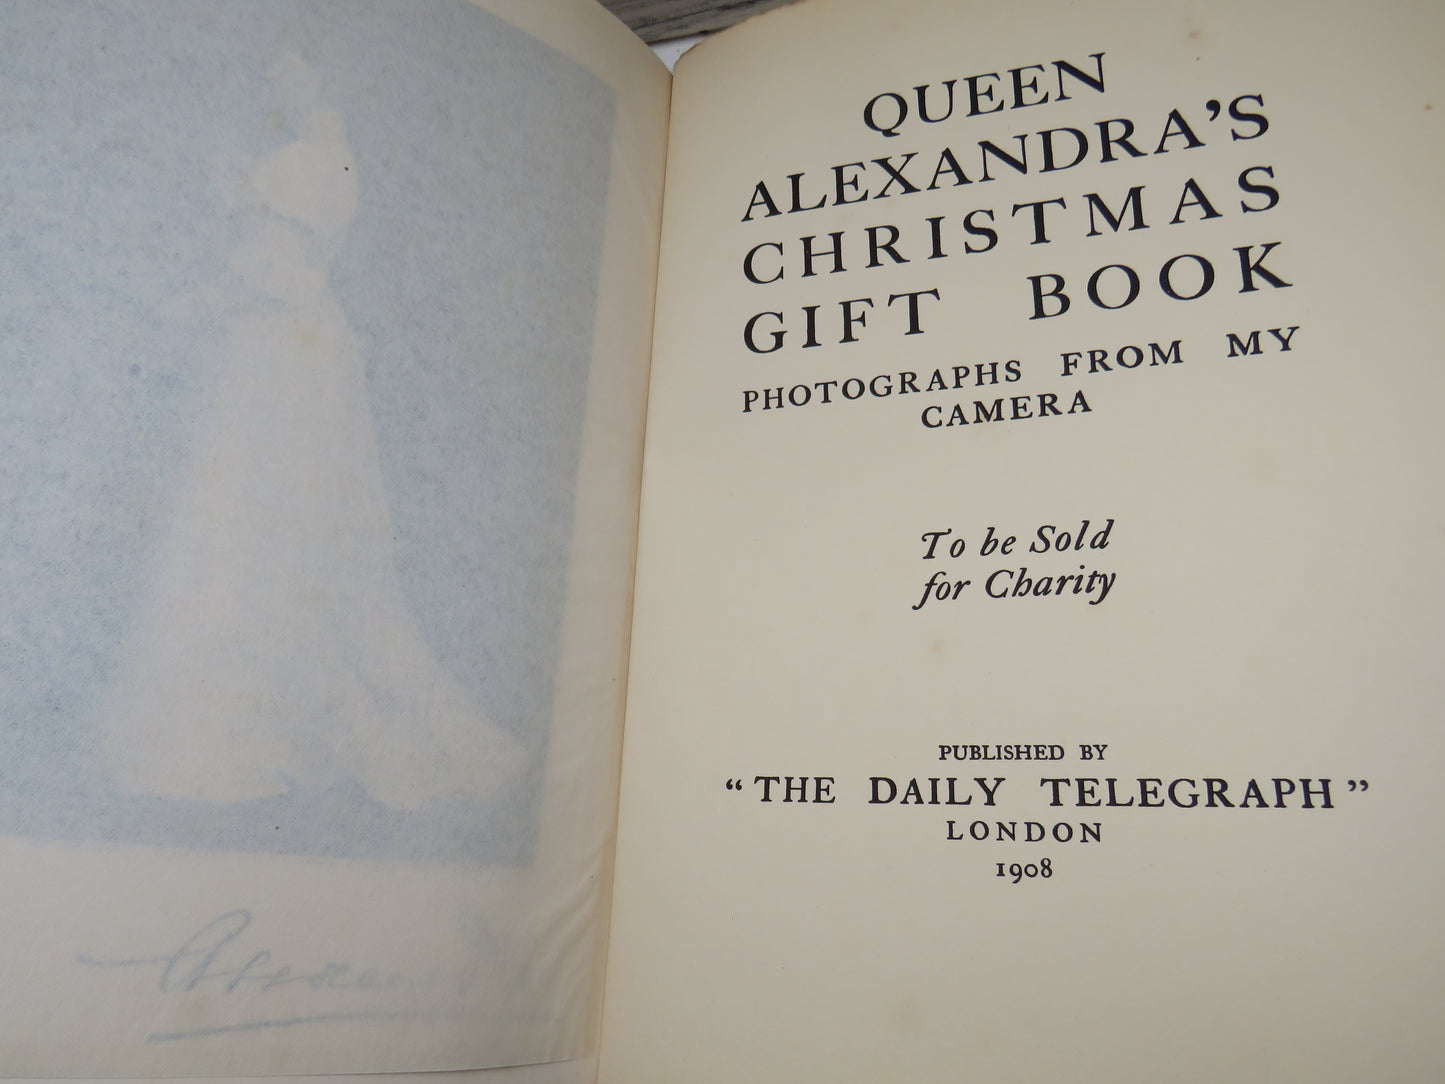 QUEEN
ALEXANDRA'S
CHRISTMAS
GIFT BOOK
PHOTOGRAPHS FROM MY
CAMERA
To be Sold
for Charity
PUBLISHED BY
"THE DAILY TELEGRAPH"
LONDON
1908